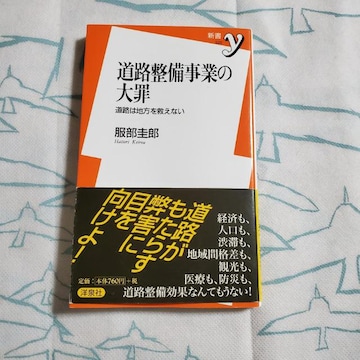 新書y
道路整備事業の
大罪
道路は地方を救えない
服部圭郎
Hattori Keiro
道路が
もたらす
弊害に
目を
向けよ!
経済も、
人口も、
渋滞も、
地域間格差も、
観光も、
医療も、防災も、
道路整備効果なんてもうない!
定価:本体760円+税
洋泉社